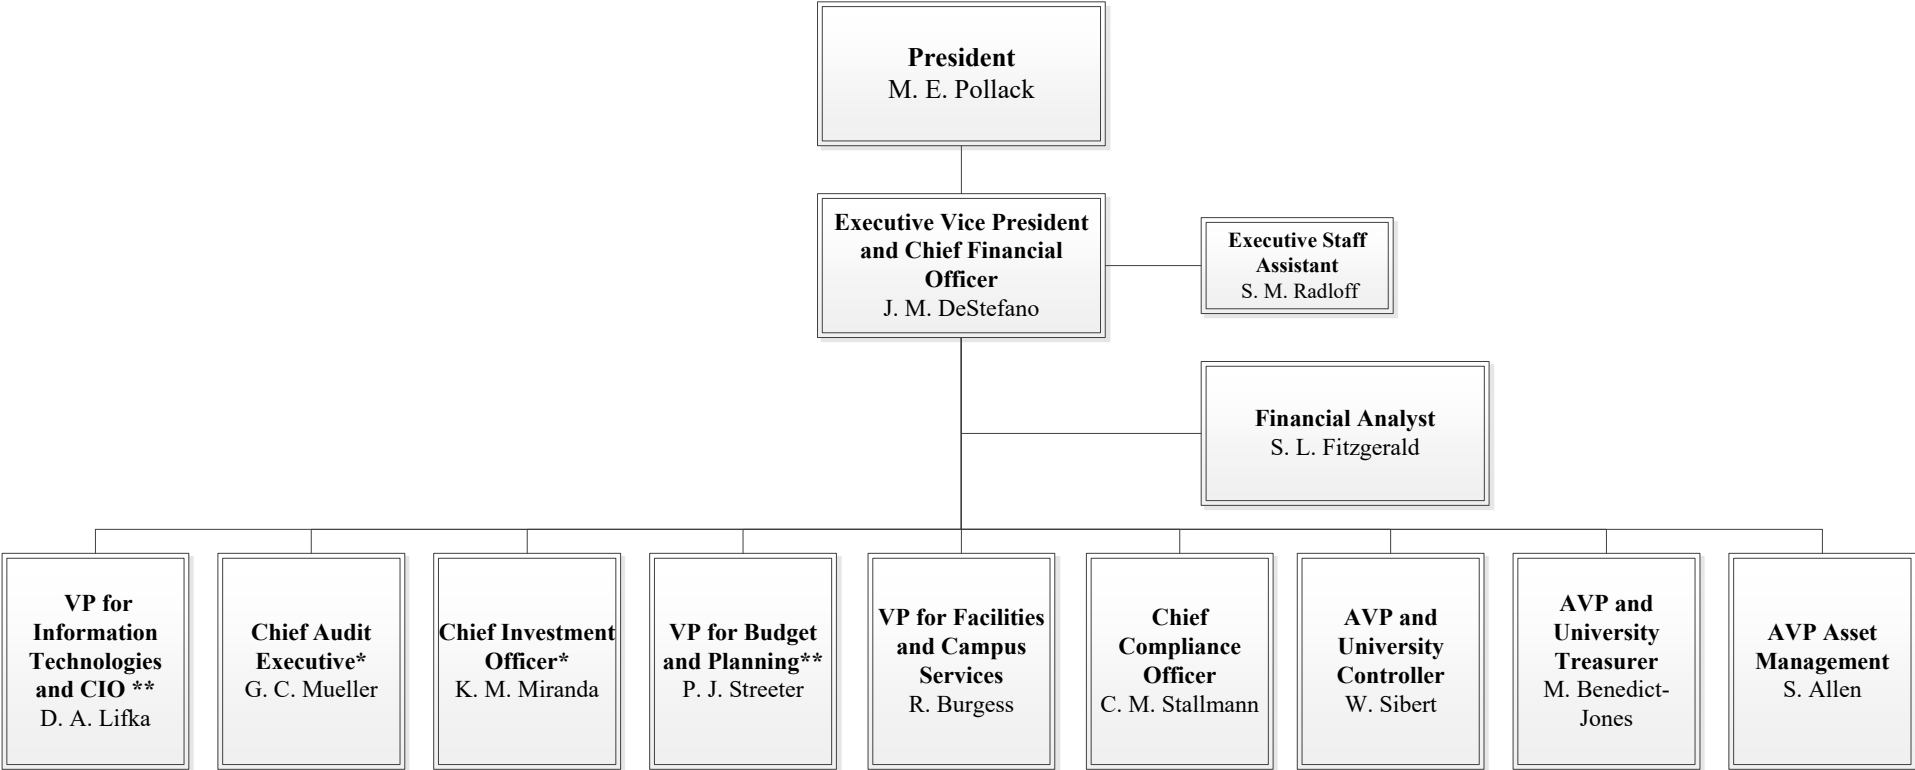 President
M. E. Pollack
Executive Vice President
and Chief Financial
Officer
J. M. DeStefano
Executive Staff
Assistant
S. M. Radloff
Financial Analyst
S. L. Fitzgerald
VP for
Information
Technologies
and CIO **
D. A. Lifka
Chief Audit
Executive*
G. C. Mueller
Chief Investment
Officer*
K. M. Miranda
VP for Budget
and Planning**
P. J. Streeter
VP for Facilities
and Campus
Services
R. Burgess
Chief
Compliance
Officer
C. M. Stallmann
AVP and
University
Controller
W. Sibert
AVP and
University
Treasurer
M. Benedict-
Jones
AVP Asset
Management
S. Allen